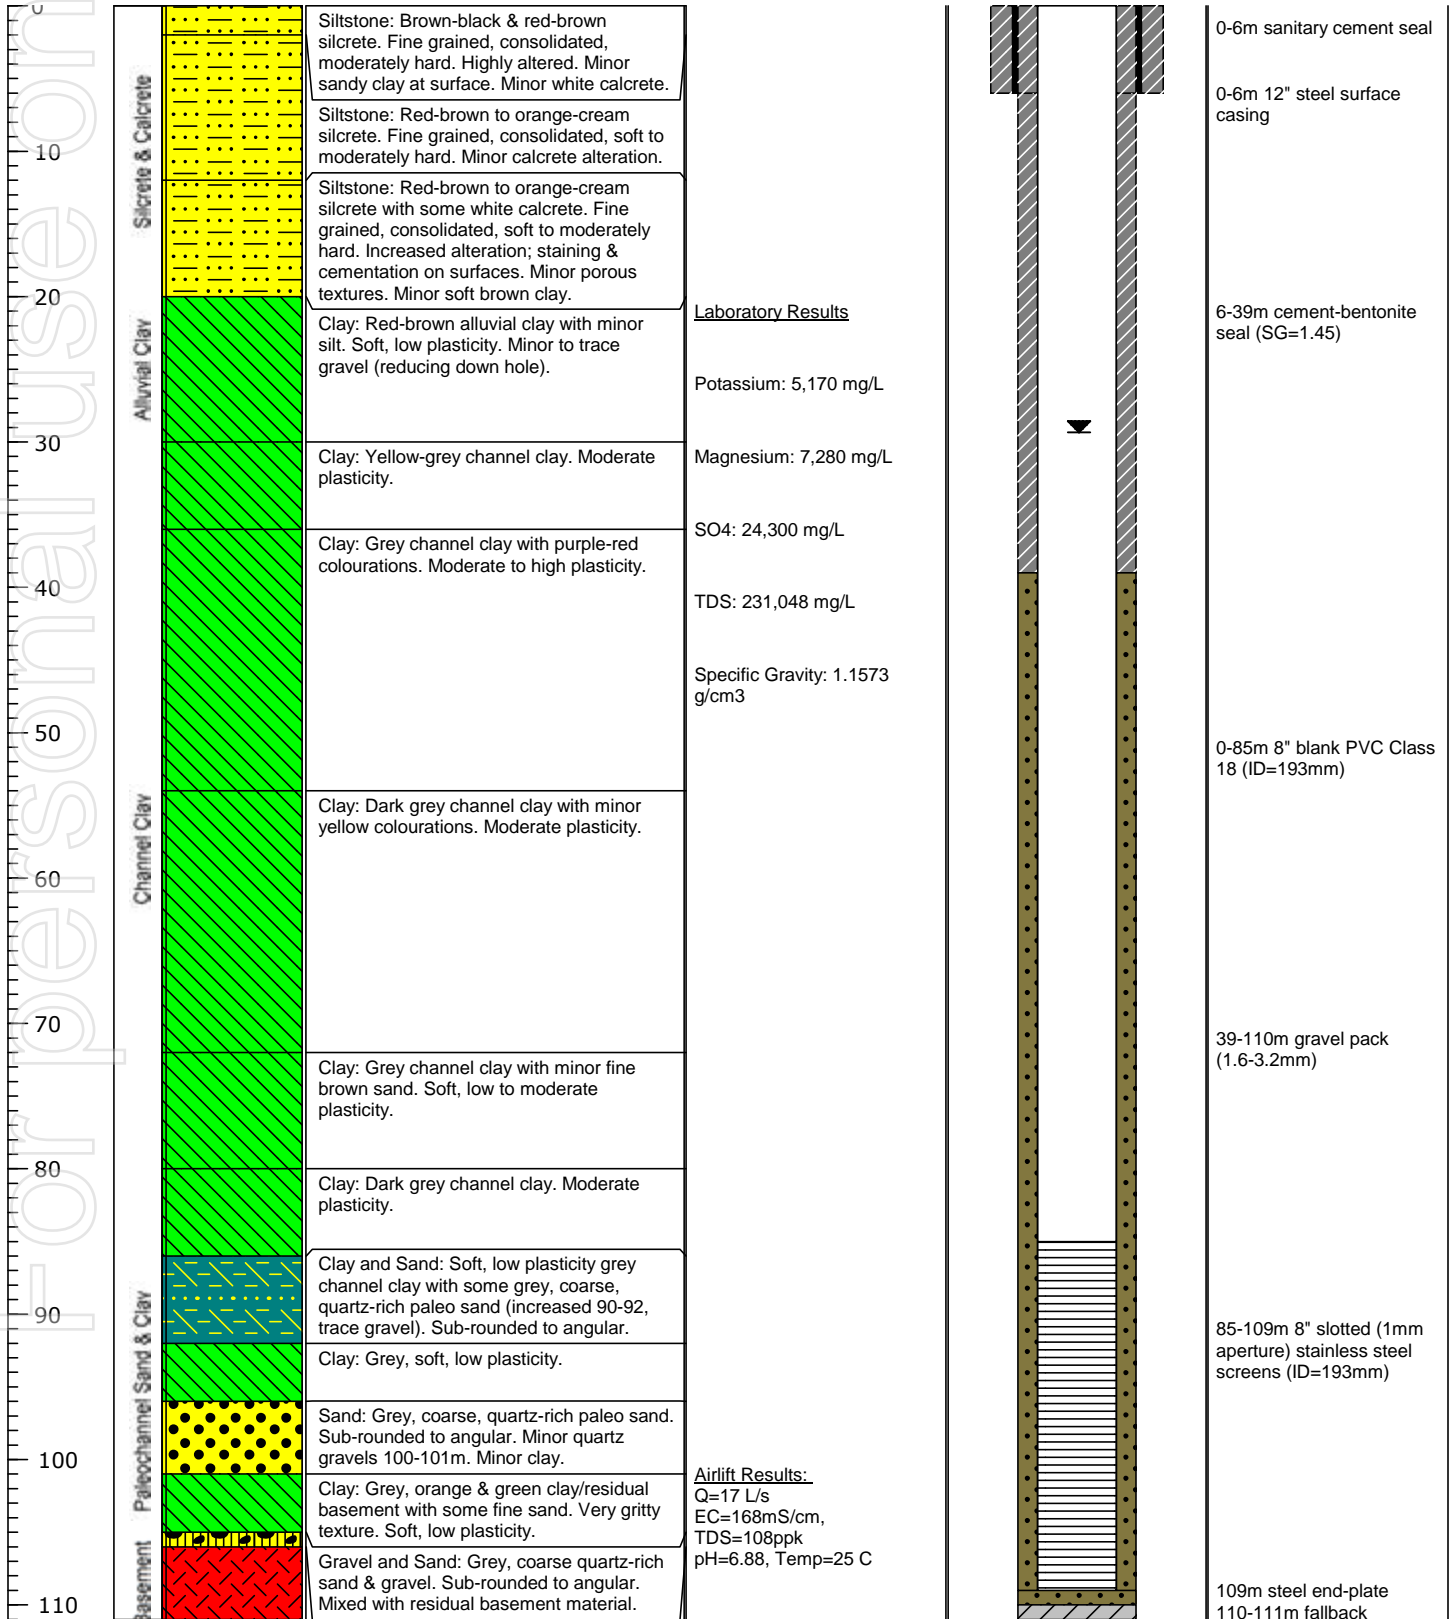 For personal use on
0
10
20
30
40
50
60
70
80
90
100
110
Silcrete & Calcrete
Alluvial Clay
Channel Clay
Paleochannel Sand & Clay
Basement
Siltstone: Brown-black & red-brown
silcrete. Fine grained, consolidated,
moderately hard. Highly altered. Minor
sandy clay at surface. Minor white calcrete.
Siltstone: Red-brown to orange-cream
silcrete. Fine grained, consolidated, soft to
moderately hard. Minor calcrete alteration.
Siltstone: Red-brown to orange-cream
silcrete with some white calcrete. Fine
grained, consolidated, soft to moderately
hard. Increased alteration; staining &
cementation on surfaces. Minor porous
textures. Minor soft brown clay.
Clay: Red-brown alluvial clay with minor
silt. Soft, low plasticity. Minor to trace
gravel (reducing down hole).
Clay: Yellow-grey channel clay. Moderate
plasticity.
Clay: Grey channel clay with purple-red
colourations. Moderate to high plasticity.
Clay: Dark grey channel clay with minor
yellow colourations. Moderate plasticity.
Clay: Grey channel clay with minor fine
brown sand. Soft, low to moderate
plasticity.
Clay: Dark grey channel clay. Moderate
plasticity.
Clay and Sand: Soft, low plasticity grey
channel clay with some grey, coarse,
quartz-rich paleo sand (increased 90-92,
trace gravel). Sub-rounded to angular.
Clay: Grey, soft, low plasticity.
Sand: Grey, coarse, quartz-rich paleo sand.
Sub-rounded to angular. Minor quartz
gravels 100-101m. Minor clay.
Clay: Grey, orange & green clay/residual
basement with some fine sand. Very gritty
texture. Soft, low plasticity.
Gravel and Sand: Grey, coarse quartz-rich
sand & gravel. Sub-rounded to angular.
Mixed with residual basement material.
Laboratory Results
Potassium: 5,170 mg/L
Magnesium: 7,280 mg/L
SO4: 24,300 mg/L
TDS: 231,048 mg/L
Specific Gravity: 1.1573
g/cm3
Airlift Results:
Q=17 L/s
EC=168mS/cm,
TDS=108ppk
pH=6.88, Temp=25 C
0-6m sanitary cement seal
0-6m 12" steel surface
casing
6-39m cement-bentonite
seal (SG=1.45)
0-85m 8" blank PVC Class
18 (ID=193mm)
39-110m gravel pack
(1.6-3.2mm)
85-109m 8" slotted (1mm
aperture) stainless steel
screens (ID=193mm)
109m steel end-plate
110-111m fallback